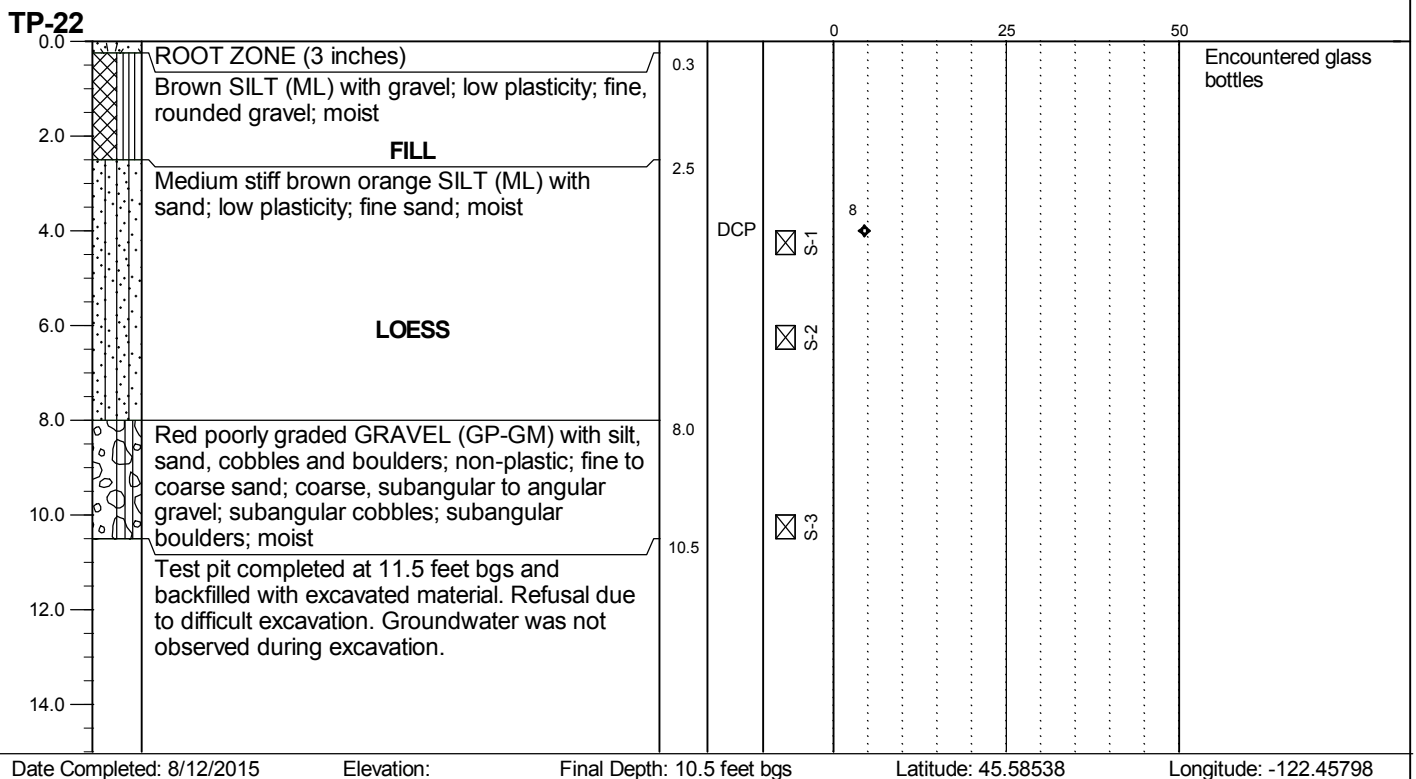 TP-22
0 25 50
0.0
ROOT ZONE (3 inches)
0.3
Encountered glass
bottles
Brown SILT (ML) with gravel; low plasticity; fine,
rounded gravel; moist
2.0
FILL
2.5
Medium stiff brown orange SILT (ML) with
sand; low plasticity; fine sand; moist
4.0
DCP
S-1
8
6.0
LOESS
S-2
8.0
8.0
Red poorly graded GRAVEL (GP-GM) with silt,
sand, cobbles and boulders; non-plastic; fine to
coarse sand; coarse, subangular to angular
gravel; subangular cobbles; subangular
boulders; moist
10.0
S-3
10.5
Test pit completed at 11.5 feet bgs and
backfilled with excavated material. Refusal due
to difficult excavation. Groundwater was not
observed during excavation.
12.0
14.0
Date Completed: 8/12/2015 Elevation: Final Depth: 10.5 feet bgs Latitude: 45.58538 Longitude: -122.45798